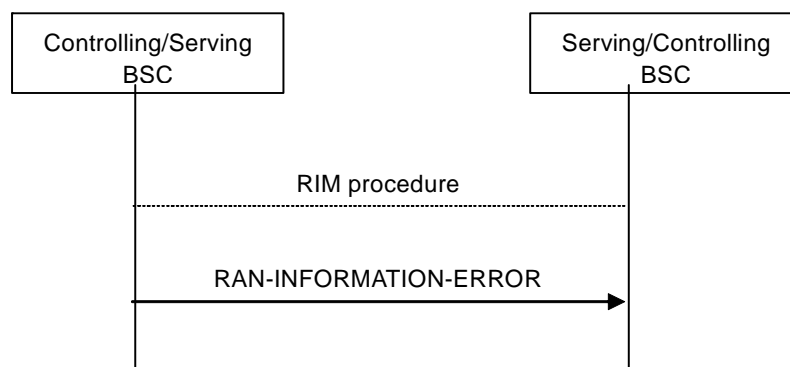 Controlling/Serving
BSC
Serving/Controlling
BSC
RIM procedure
RAN-INFORMATION-ERROR